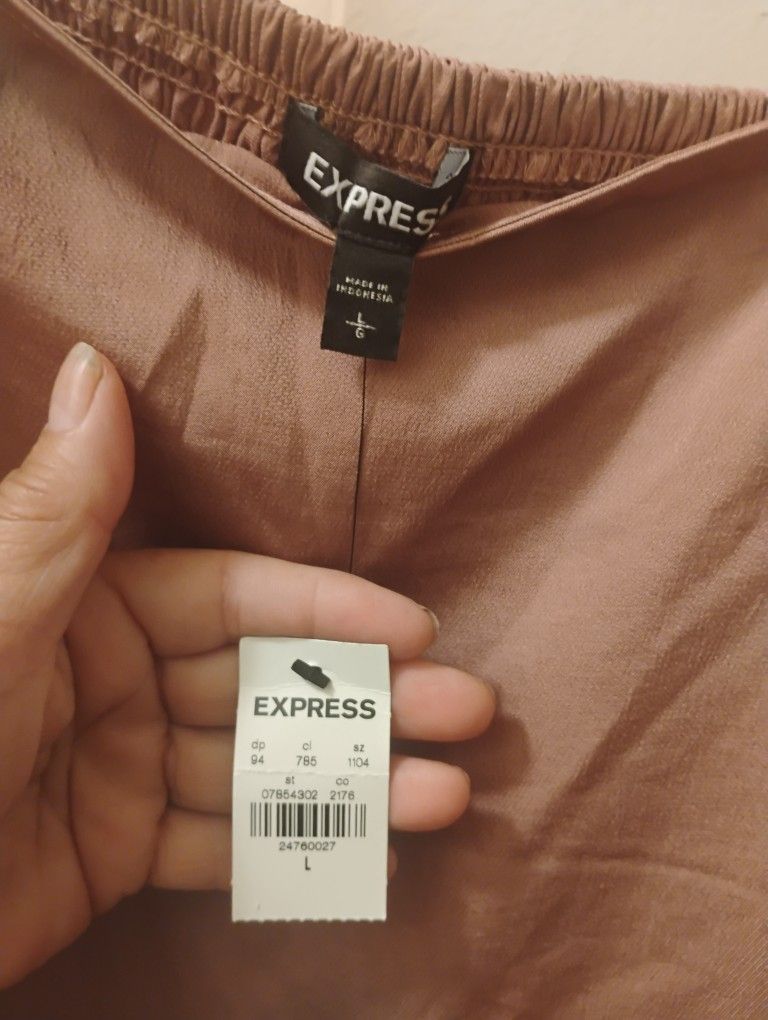 EXPRESS
MADE IN
INDONESIA
L
G
EXPRESS
dp cl sz
94 785 1104
st co
07854302 2176
24760027
L